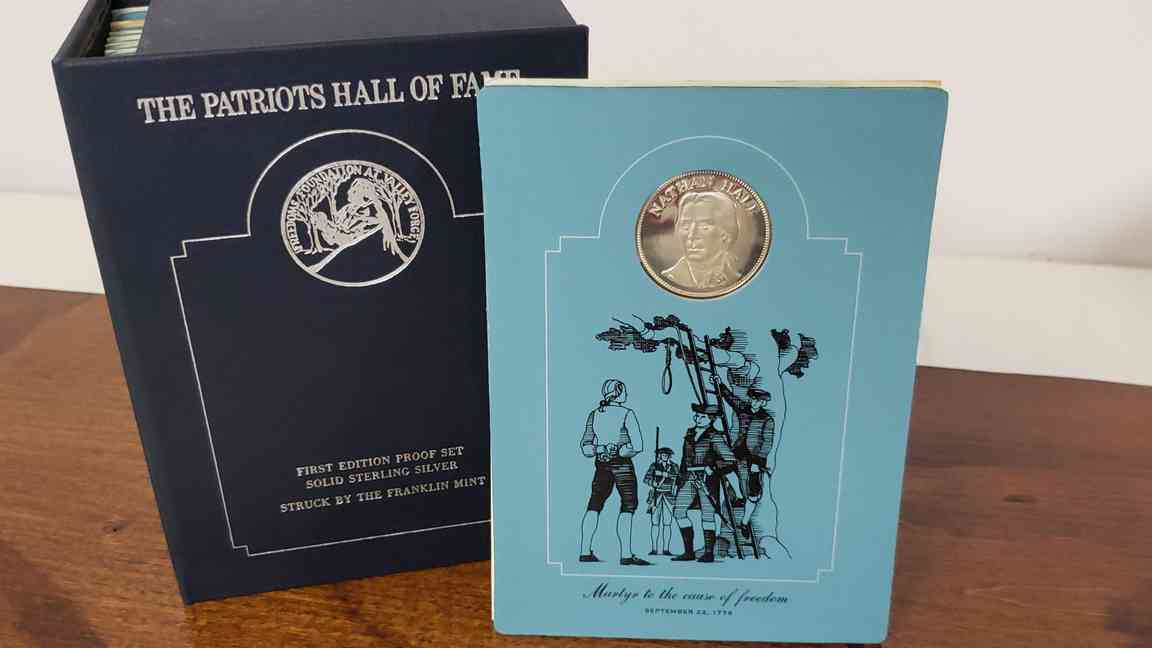 THE PATRIOTS HALL OF FAME
FREEDOMS FOUNDATION AT VALLEY FORGE
FIRST EDITION PROOF SET
SOLID STERLING SILVER
STRUCK BY THE FRANKLIN MINT
NATHAN HALE
Martyr to the cause of freedom
SEPTEMBER 22, 1776